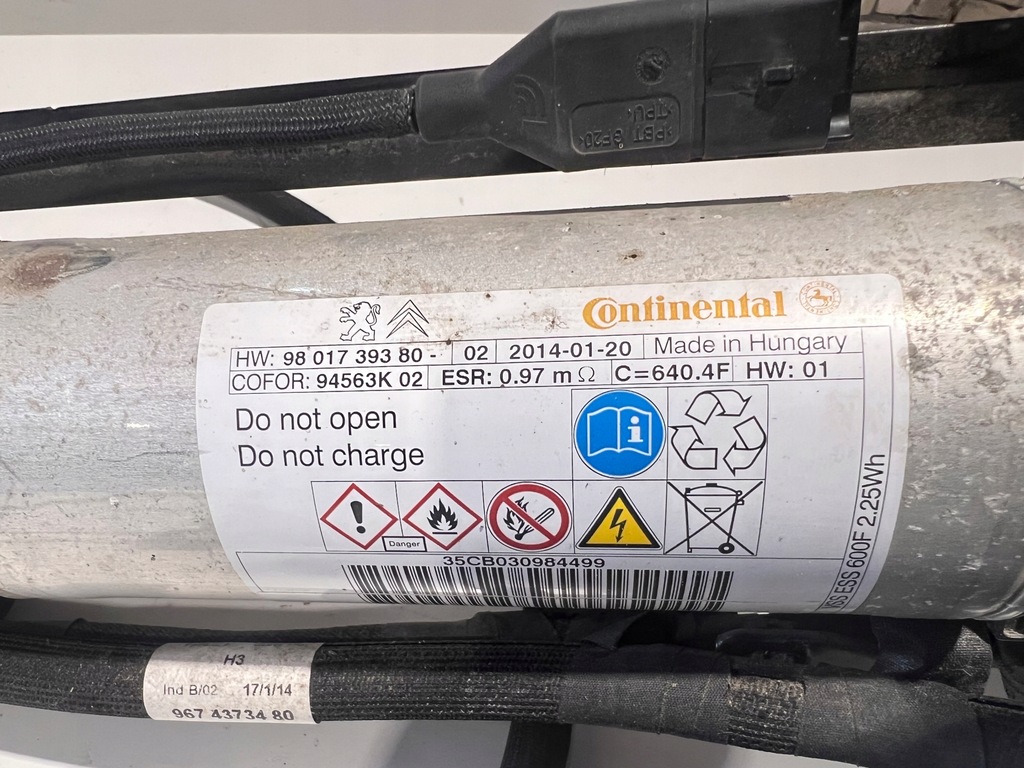 >PBT GF20<
>TPU<
Continental
HW: 98 017 393 80 - 02 2014-01-20 Made in Hungary
COFOR: 94563K 02 ESR: 0.97 mΩ C=640.4F HW: 01
Do not open
Do not charge
Danger
35CB030984499
ESS 600F 2.25Wh
H3
Ind B/02 17/1/14
967 43734 80